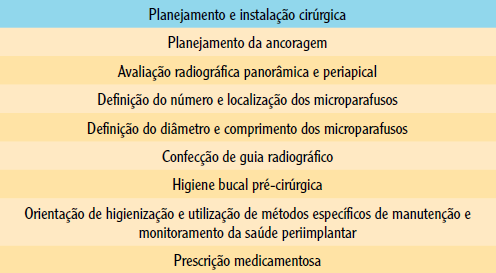 Planejamento e instalação cirúrgica
Planejamento da ancoragem
Avaliação radiográfica panorâmica e periapical
Definição do número e localização dos microparafusos
Definição do diâmetro e comprimento dos microparafusos
Confecção de guia radiográfico
Higiene bucal pré-cirúrgica
Orientação de higienização e utilização de métodos específicos de manutenção e
monitoramento da saúde periimplantar
Prescrição medicamentosa